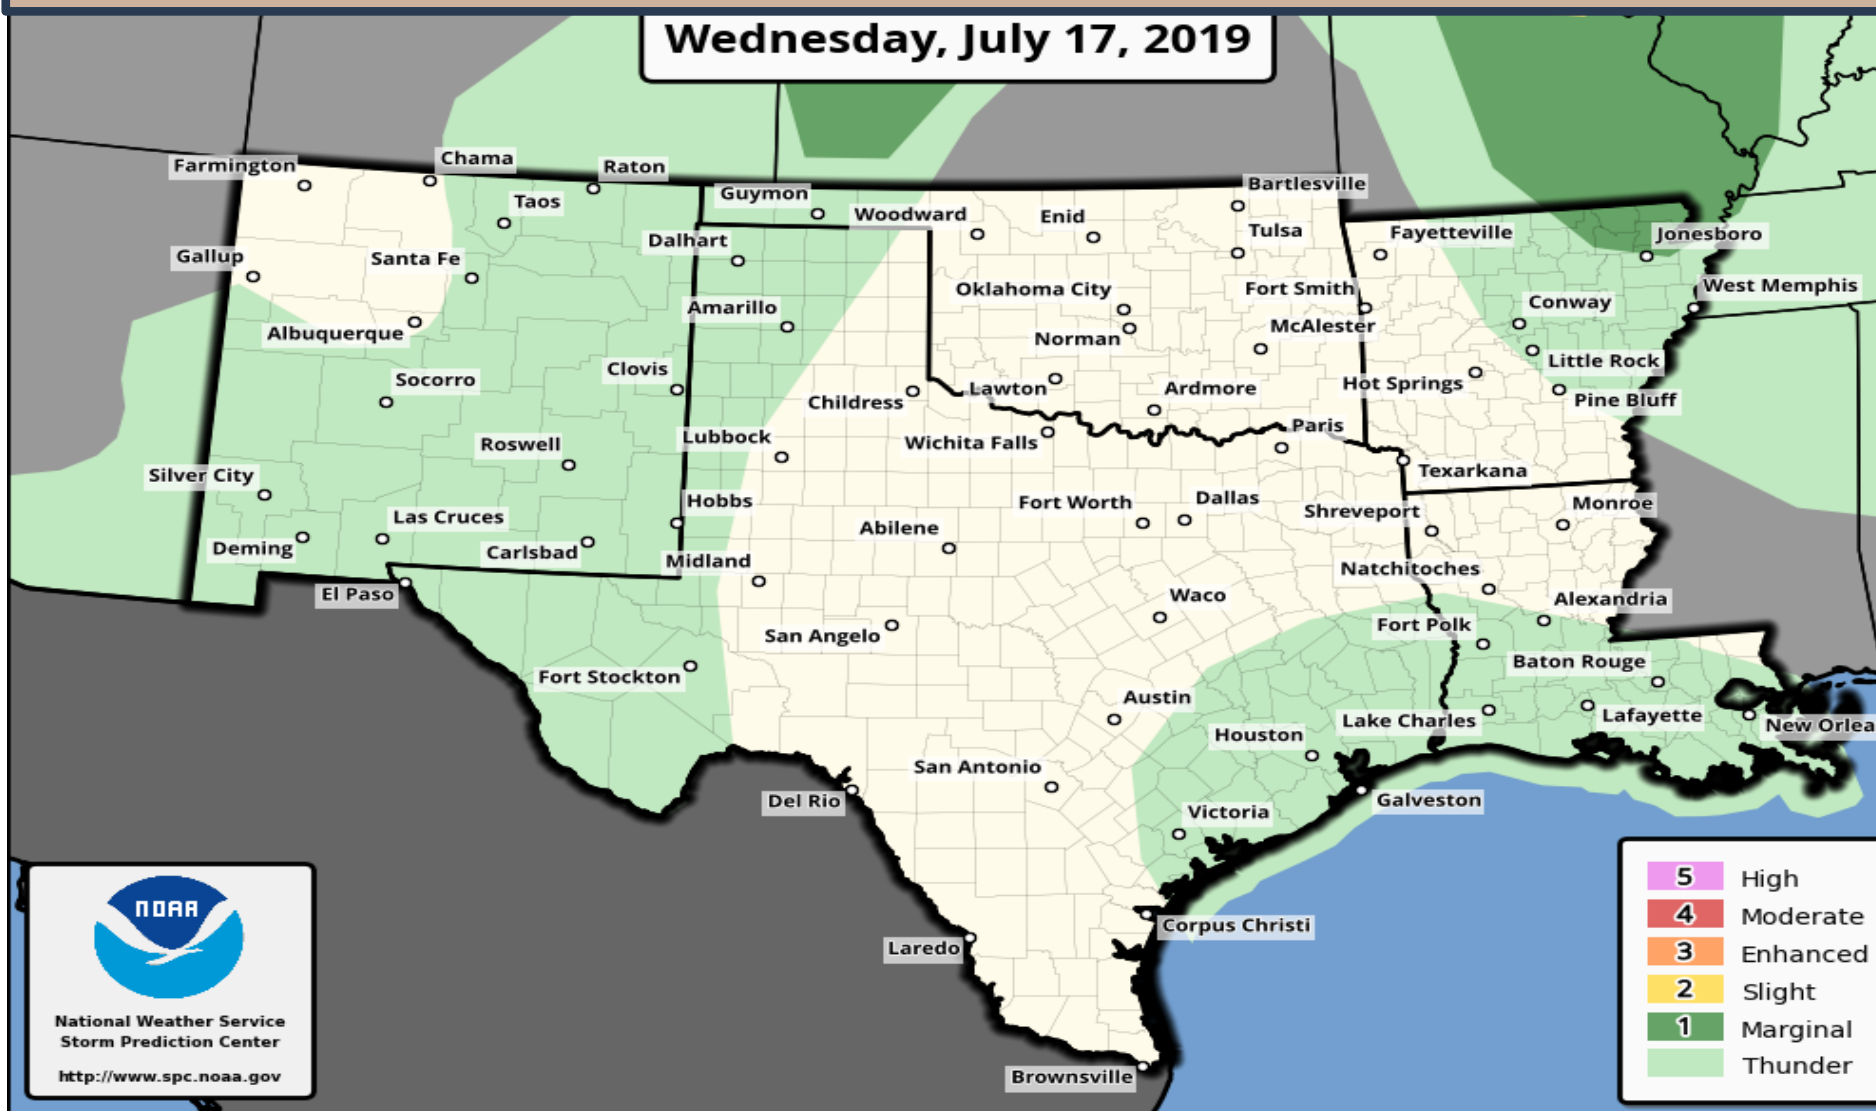 Wednesday, July 17, 2019
Farmington
Chama
Raton
Taos
Guymon
Woodward
Enid
Bartlesville
Tulsa
Fayetteville
Jonesboro
Gallup
Santa Fe
Dalhart
Oklahoma City
Fort Smith
Conway
West Memphis
Albuquerque
Amarillo
Norman
McAlester
Little Rock
Socorro
Clovis
Childress
Lawton
Ardmore
Hot Springs
Pine Bluff
Roswell
Lubbock
Wichita Falls
Paris
Texarkana
Silver City
Las Cruces
Hobbs
Abilene
Fort Worth
Dallas
Shreveport
Monroe
Deming
Carlsbad
Midland
Natchitoches
El Paso
Waco
Alexandria
San Angelo
Fort Polk
Fort Stockton
Baton Rouge
Austin
Lake Charles
Lafayette
New Orlea
Houston
San Antonio
Del Rio
Galveston
Victoria
Corpus Christi
Laredo
Brownsville
NOAA
National Weather Service
Storm Prediction Center
http://www.spc.noaa.gov
5 High
4 Moderate
3 Enhanced
2 Slight
1 Marginal
Thunder